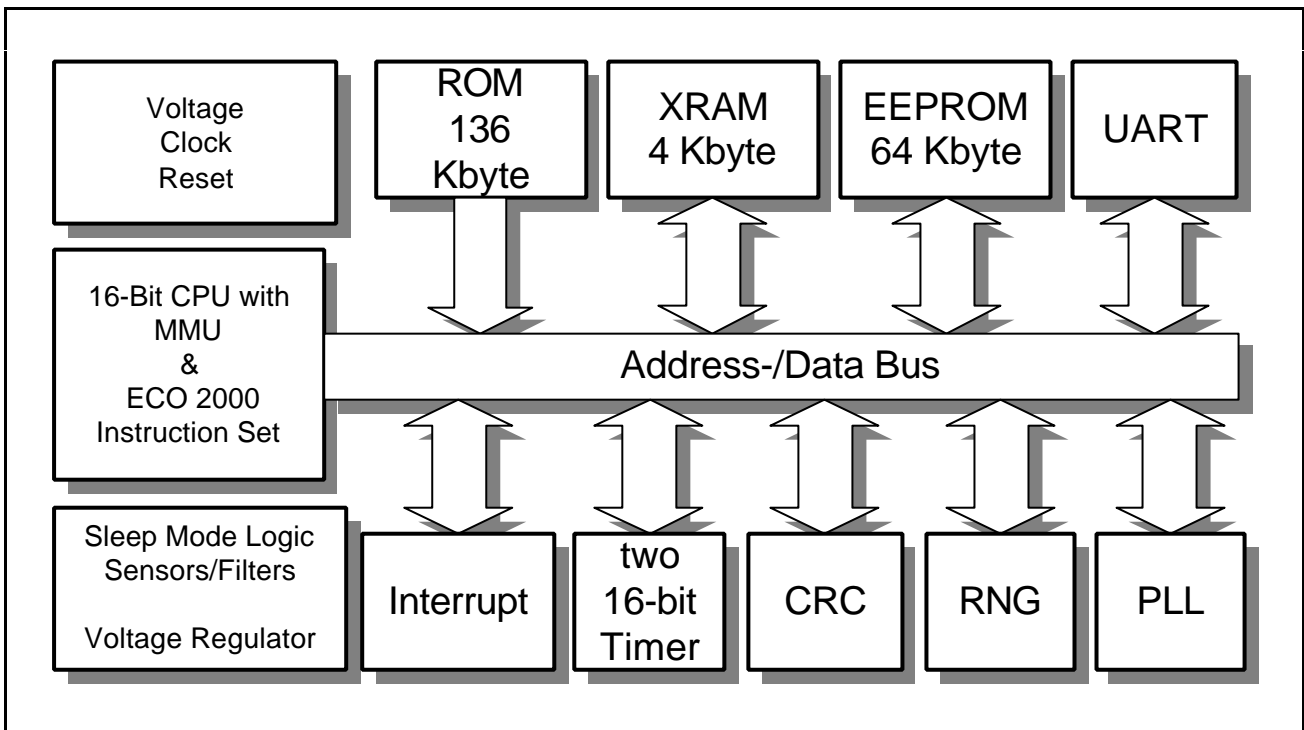 Voltage
Clock
Reset
ROM
136
Kbyte
XRAM
4 Kbyte
EEPROM
64 Kbyte
UART
16-Bit CPU with
MMU
&
ECO 2000
Instruction Set
Address-/Data Bus
Sleep Mode Logic
Sensors/Filters
Voltage Regulator
Interrupt
two
16-bit
Timer
CRC
RNG
PLL